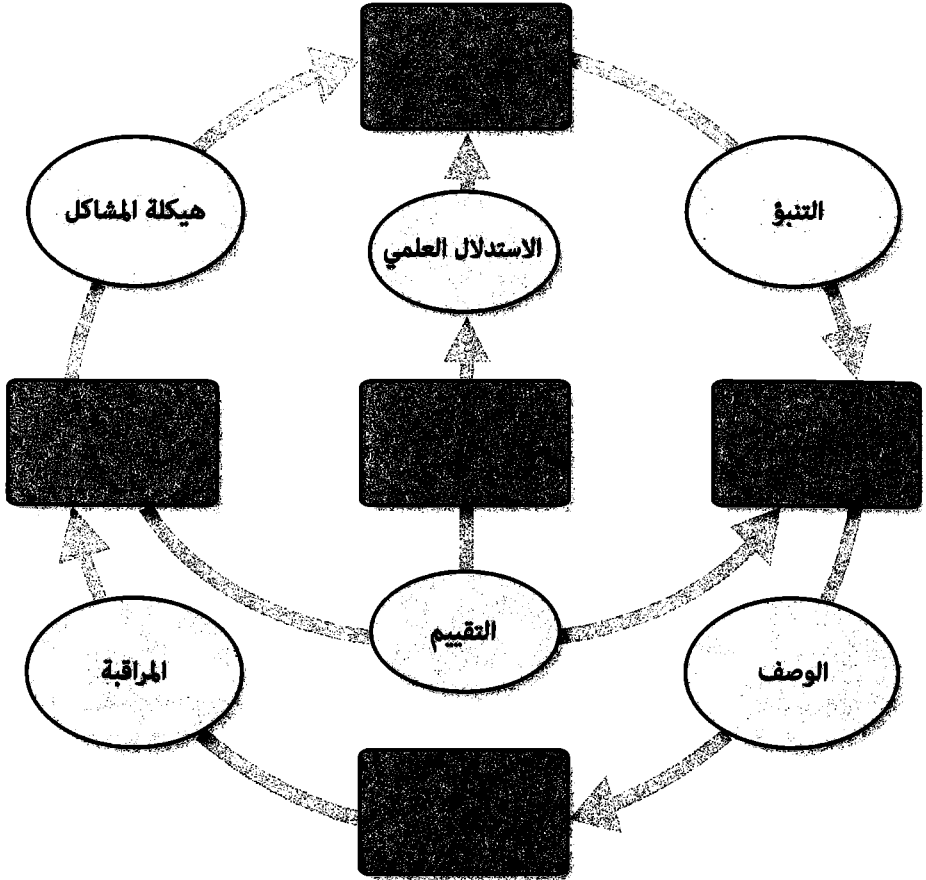 هيكلة المشاكل
التنبؤ
الاستدلال العلمي
التقييم
المراقبة
الوصف